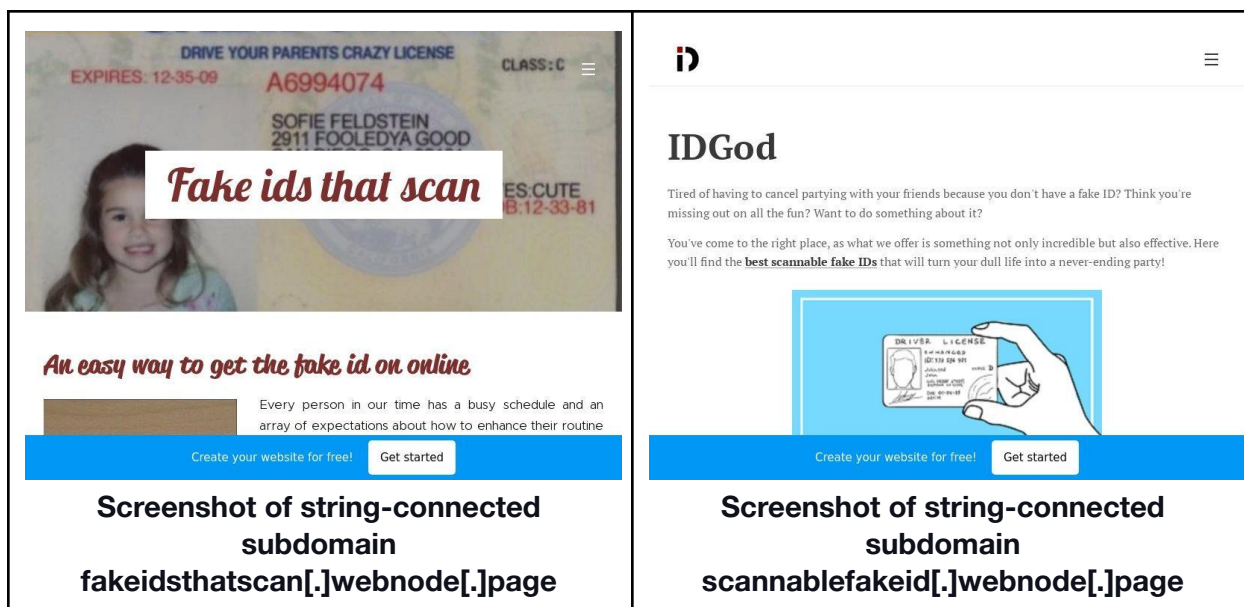 DRIVE YOUR PARENTS CRAZY LICENSE
EXPIRES: 12-35-09
A6994074
CLASS:C
SOFIE FELDSTEIN
2911 FOOLEDYA GOOD
ES:CUTE
B:12-33-81
Fake ids that scan
An easy way to get the fake id on online
Every person in our time has a busy schedule and an
array of expectations about how to enhance their routine
Create your website for free!
Get started
Screenshot of string-connected
subdomain
fakeidsthatscan[.]webnode[.]page
iD
IDGod
Tired of having to cancel partying with your friends because you don't have a fake ID? Think you're
missing out on all the fun? Want to do something about it?
You've come to the right place, as what we offer is something not only incredible but also effective. Here
you'll find the best scannable fake IDs that will turn your dull life into a never-ending party!
DRIVER LICENSE
Create your website for free!
Get started
Screenshot of string-connected
subdomain
scannablefakeid[.]webnode[.]page